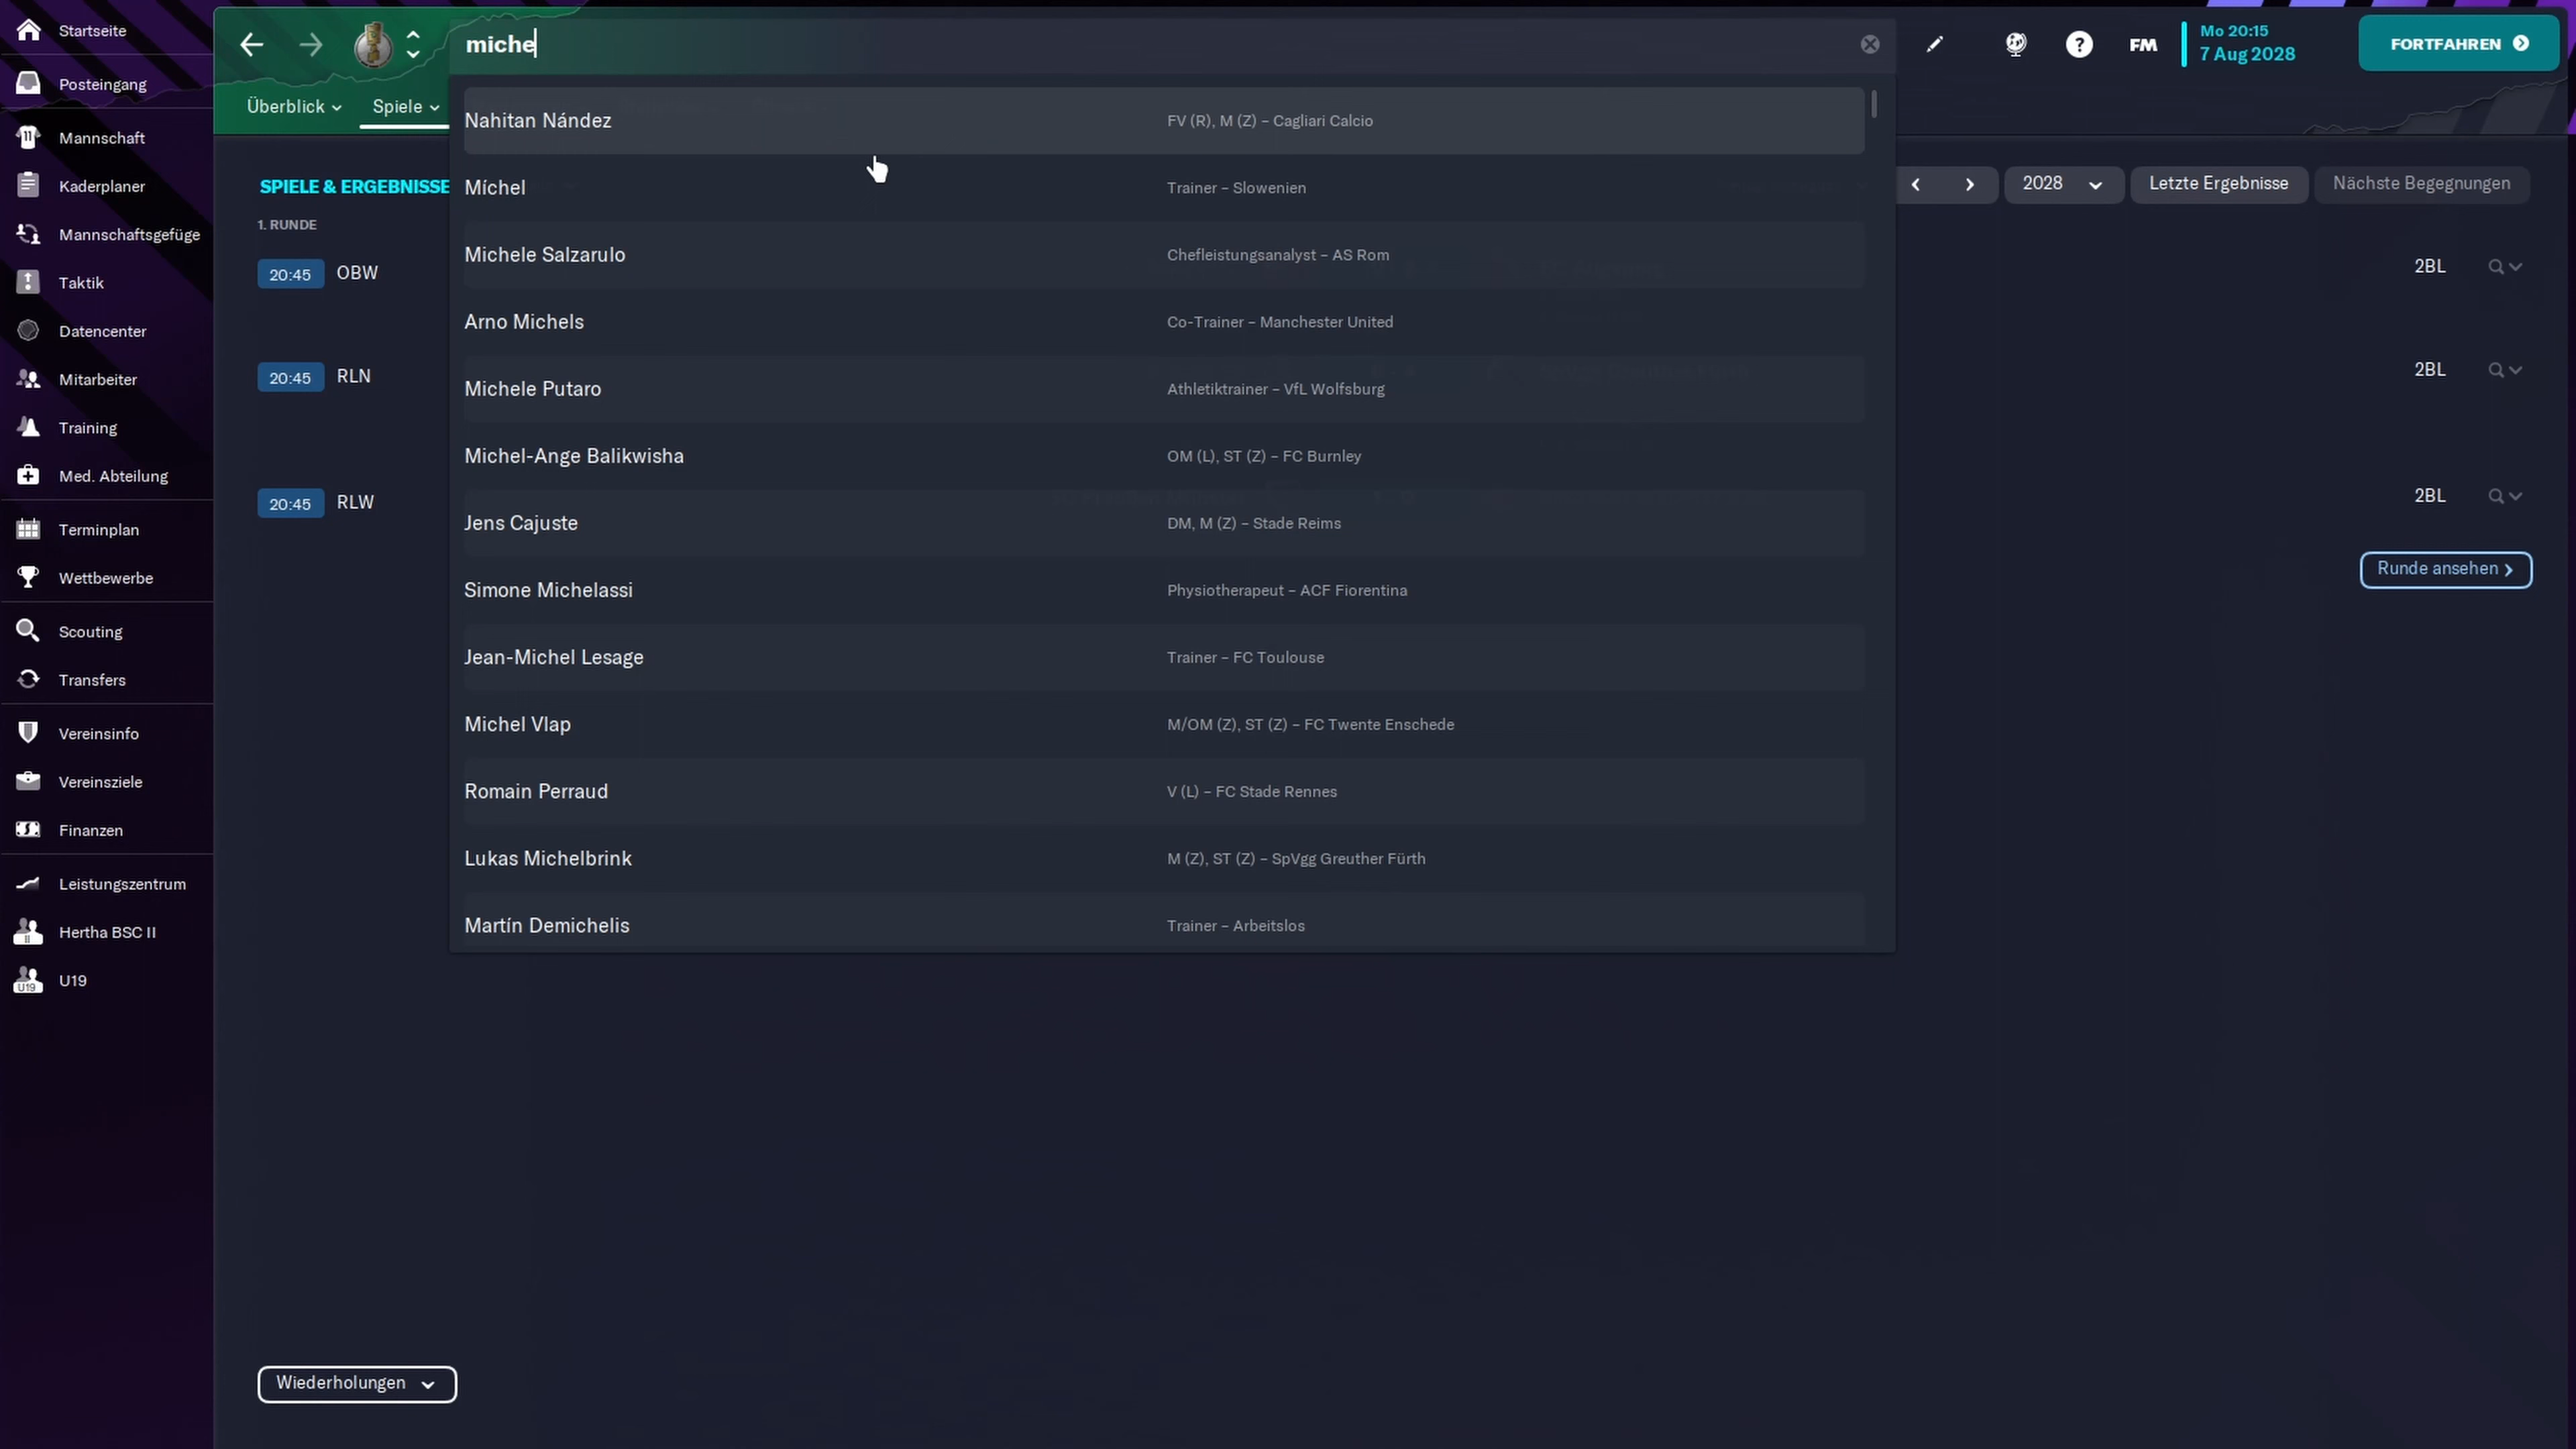 Startseite
Posteingang
Mannschaft
Kaderplaner
Mannschaftsgefüge
Taktik
Datencenter
Mitarbeiter
Training
Med. Abteilung
Terminplan
Wettbewerbe
Scouting
Transfers
Vereinsinfo
Vereinsziele
Finanzen
Leistungszentrum
Hertha BSC II
U19
miche
FM
Mo 20:15
7 Aug 2028
FORTFAHREN
Überblick
Spiele
Nahitan Nández FV (R), M (Z) – Cagliari Calcio
Míchel Trainer – Slowenien
Michele Salzarulo Chefleistungsanalyst – AS Rom
Arno Michels Co-Trainer – Manchester United
Michele Putaro Athletiktrainer – VfL Wolfsburg
Michel-Ange Balikwisha OM (L), ST (Z) – FC Burnley
Jens Cajuste DM, M (Z) – Stade Reims
Simone Michelassi Physiotherapeut – ACF Fiorentina
Jean-Michel Lesage Trainer – FC Toulouse
Michel Vlap M/OM (Z), ST (Z) – FC Twente Enschede
Romain Perraud V (L) – FC Stade Rennes
Lukas Michelbrink M (Z), ST (Z) – SpVgg Greuther Fürth
Martín Demichelis Trainer – Arbeitslos
SPIELE & ERGEBNISSE
2028 Letzte Ergebnisse Nächste Begegnungen
1. RUNDE
20:45 OBW 2BL
20:45 RLN 2BL
20:45 RLW 2BL
Runde ansehen
Wiederholungen